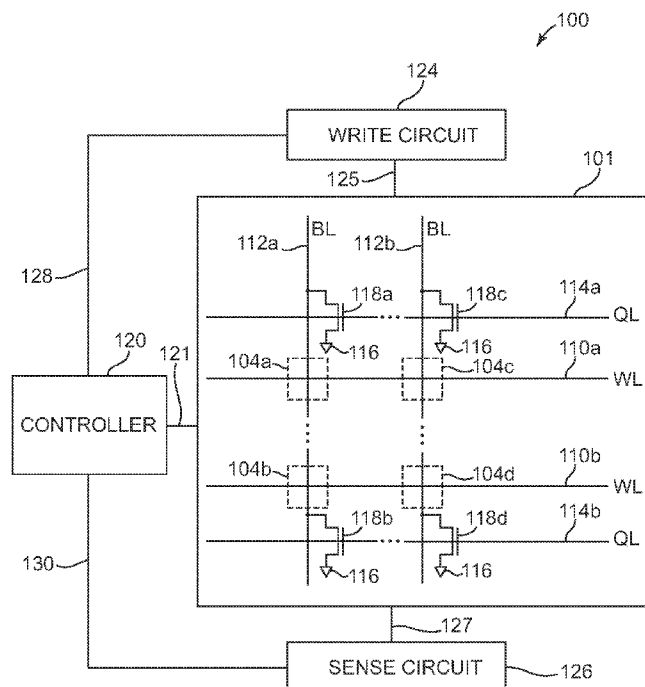 100
124
WRITE CIRCUIT
125
101
BL
BL
112a
112b
128
118a
118c
114a
QL
120
116
116
110a
121
104a
104c
WL
CONTROLLER
104b
104d
110b
WL
118b
118d
114b
QL
130
116
116
127
SENSE CIRCUIT
126